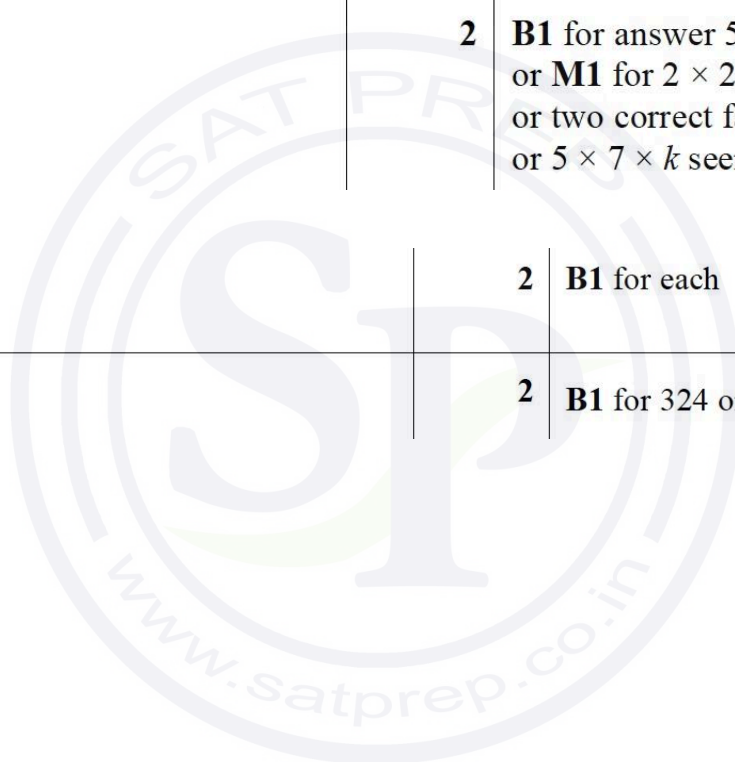 2 B1 for answer 5
or M1 for 2 × 2
or two correct f
or 5 × 7 × k see
2 B1 for each
2 B1 for 324 o
SAT PREP
SP
www.satprep.co.in